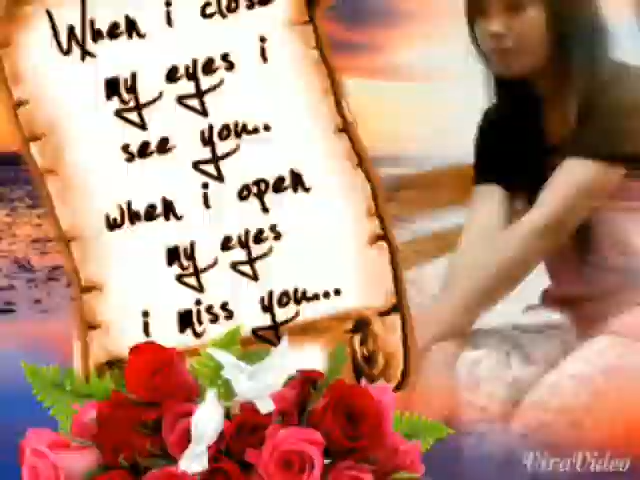 When i close
my eyes i
see you..
when i open
my eyes
i miss you...
VivaVideo